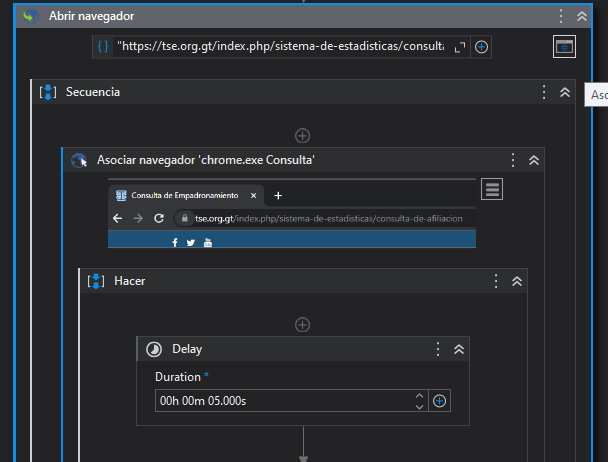 Abrir navegador
"https://tse.org.gt/index.php/sistema-de-estadisticas/consulta
Secuencia
Asc
Asociar navegador 'chrome.exe Consulta'
Consulta de Empadronamiento
tse.org.gt/index.php/sistema-de-estadisticas/consulta-de-afiliacion
Hacer
Delay
Duration *
00h 00m 05.000s